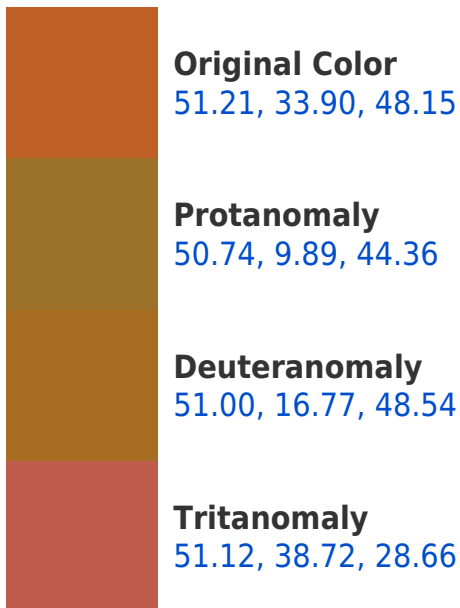 Original Color
51.21, 33.90, 48.15
Protanomaly
50.74, 9.89, 44.36
Deuteranomaly
51.00, 16.77, 48.54
Tritanomaly
51.12, 38.72, 28.66